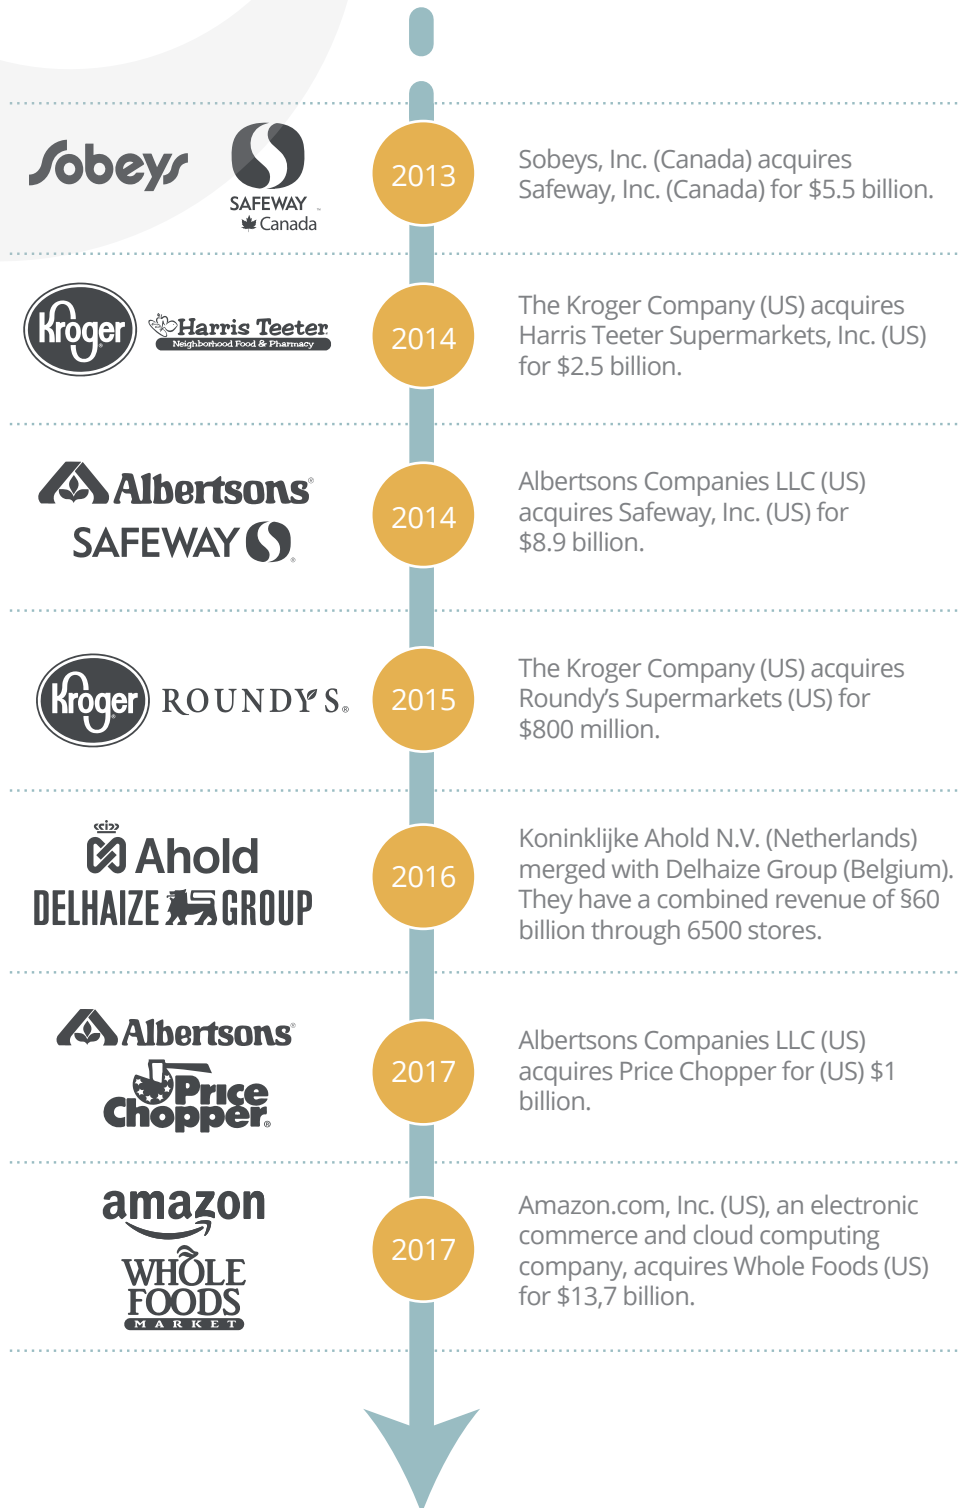 Sobeys
SAFEWAY
Canada
2013
Sobeys, Inc. (Canada) acquires
Safeway, Inc. (Canada) for $5.5 billion.
Kroger
Harris Teeter
Neighborhood Food & Pharmacy
2014
The Kroger Company (US) acquires
Harris Teeter Supermarkets, Inc. (US)
for $2.5 billion.
Albertsons®
SAFEWAY®
2014
Albertsons Companies LLC (US)
acquires Safeway, Inc. (US) for
$8.9 billion.
Kroger
ROUNDY'S®
2015
The Kroger Company (US) acquires
Roundy’s Supermarkets (US) for
$800 million.
Ahold
DELHAIZE GROUP
2016
Koninklijke Ahold N.V. (Netherlands)
merged with Delhaize Group (Belgium).
They have a combined revenue of §60
billion through 6500 stores.
Albertsons®
Price
Chopper®
2017
Albertsons Companies LLC (US)
acquires Price Chopper for (US) $1
billion.
amazon
WHOLE
FOODS
MARKET
2017
Amazon.com, Inc. (US), an electronic
commerce and cloud computing
company, acquires Whole Foods (US)
for $13,7 billion.